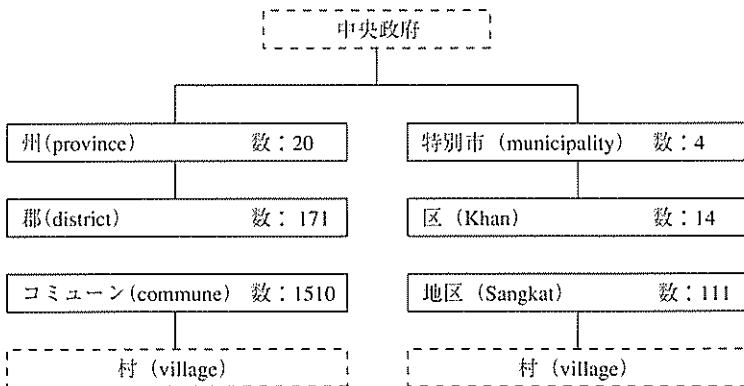 中央政府
州(province) 数：20
特別市 (municipality) 数：4
郡(district) 数：171
区 (Khan) 数：14
コミューン(commune) 数：1510
地区 (Sangkat) 数：111
村 (village)
村 (village)